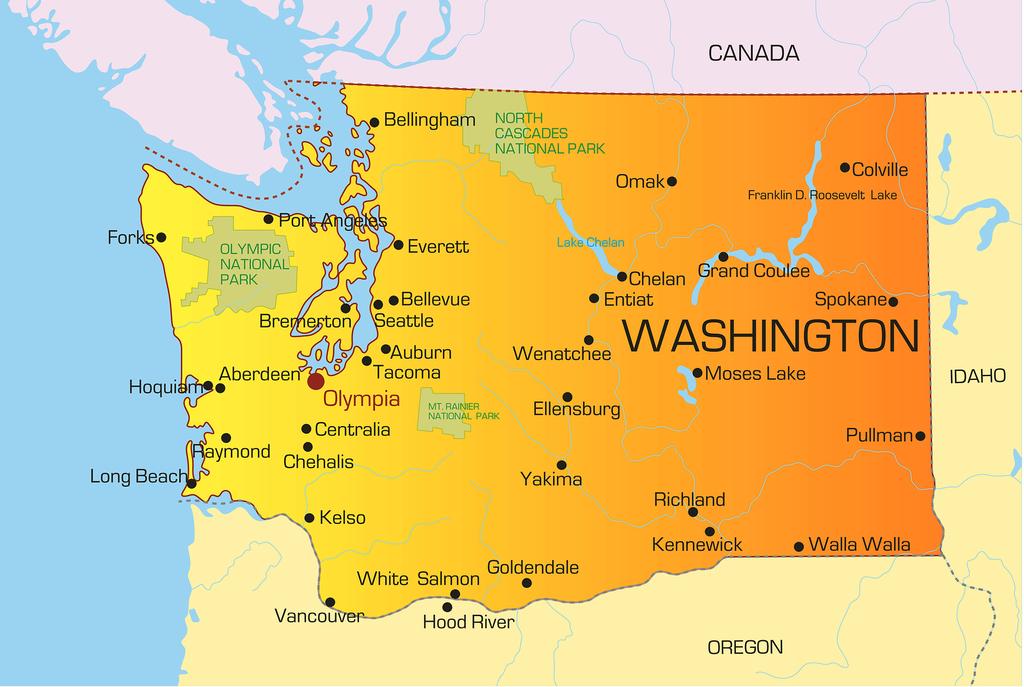 CANADA
Bellingham
NORTH
CASCADES
NATIONAL PARK
Colville
Omak
Franklin D. Roosevelt Lake
Port Angeles
Forks
Everett
Lake Chelan
OLYMPIC
NATIONAL
PARK
Grand Coulee
Chelan
Bellevue
Entiat
Spokane
Bremerton
Seattle
WASHINGTON
Auburn
Wenatchee
Tacoma
Aberdeen
Moses Lake
IDAHO
Hoquiam
Olympia
MT. RAINIER
NATIONAL PARK
Ellensburg
Centralia
Pullman
Raymond
Chehalis
Long Beach
Yakima
Richland
Kelso
Kennewick
Walla Walla
Goldendale
White Salmon
Vancouver
Hood River
OREGON